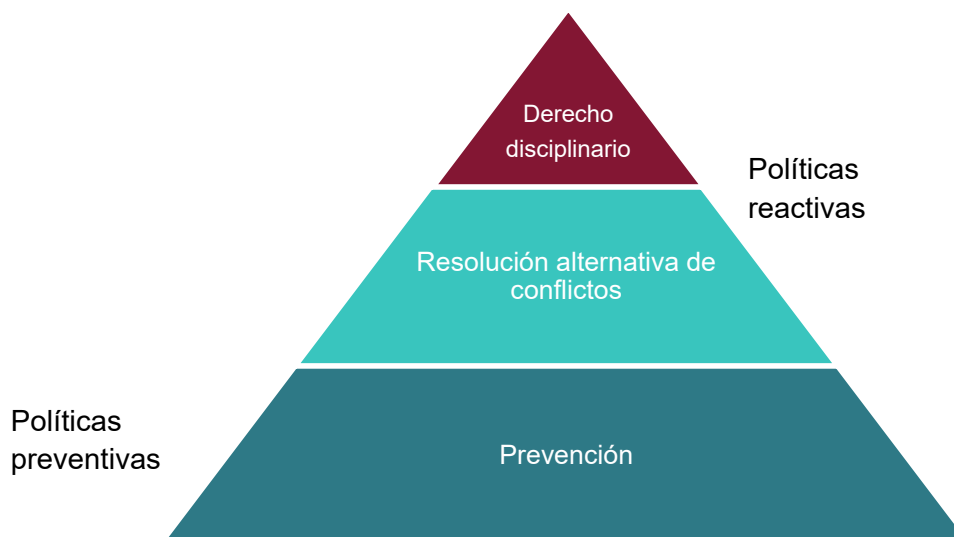 Derecho
disciplinario
Políticas
reactivas
Resolución alternativa de
conflictos
Políticas
preventivas
Prevención